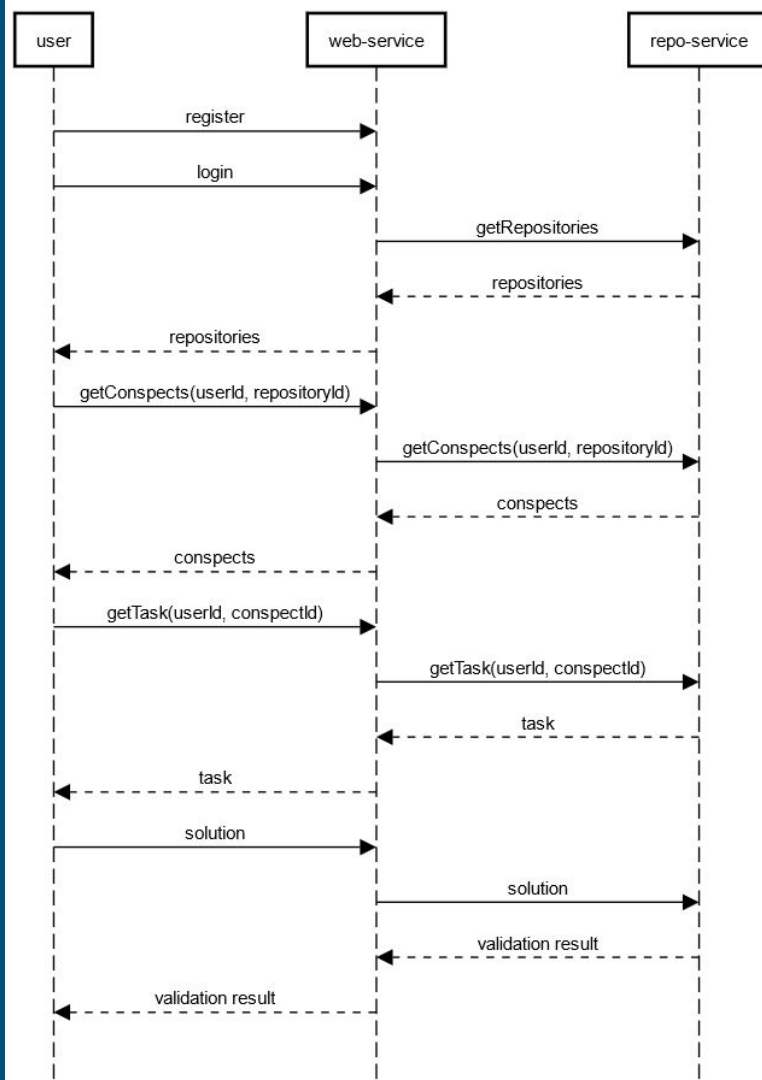 user
web-service
repo-service
register
login
getRepositories
repositories
repositories
getConspects(userId, repositoryId)
getConspects(userId, repositoryId)
conspects
conspects
getTask(userId, conspectId)
getTask(userId, conspectId)
task
task
solution
solution
validation result
validation result